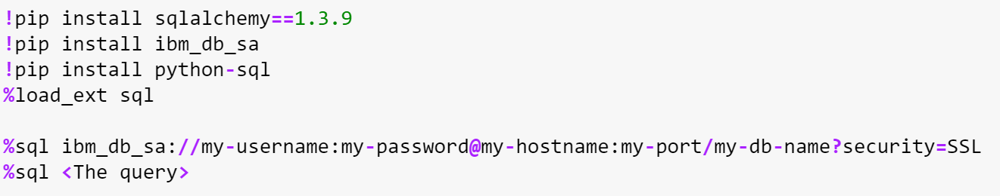 !pip install sqlalchemy==1.3.9
!pip install ibm_db_sa
!pip install python-sql
%load_ext sql
%sql ibm_db_sa://my-username:my-password@my-hostname:my-port/my-db-name?security=SSL
%sql <The query>